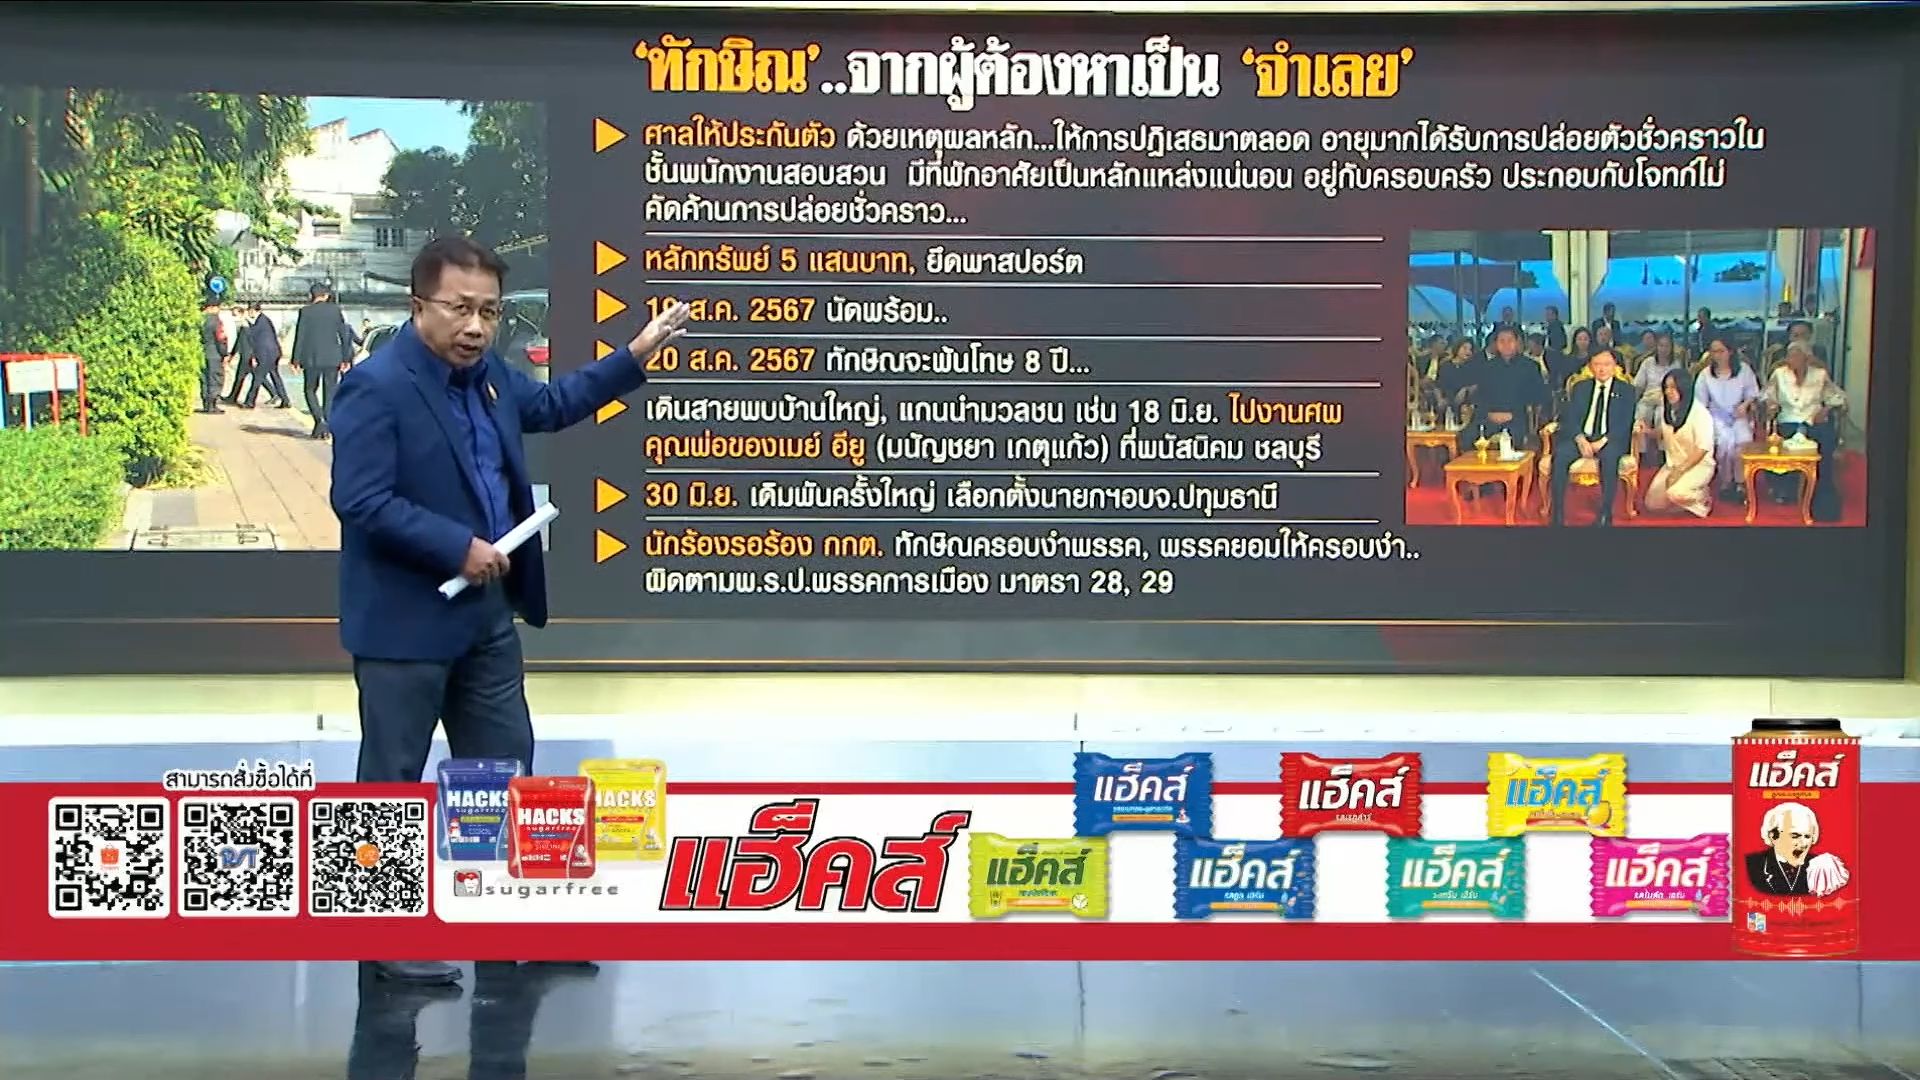 ‘ทักษิณ’..จากผู้ต้องหาเป็น ‘จำเลย’
ศาลให้ประกันตัว ด้วยเหตุผลหลัก...ให้การปฏิเสธมาตลอด อายุมากได้รับการปล่อยตัวชั่วคราวใน
ชั้นพนักงานสอบสวน มีที่พักอาศัยเป็นหลักแหล่งแน่นอน อยู่กับครอบครัว ประกอบกับโจทก์ไม่
คัดค้านการปล่อยชั่วคราว...
หลักทรัพย์ 5 แสนบาท, ยึดพาสปอร์ต
ส.ค. 2567 นัดพร้อม..
20 ส.ค. 2567 ทักษิณจะพ้นโทษ 8 ปี...
เดินสายพบบ้านใหญ่, แกนนำมวลชน เช่น 18 มิ.ย. ไปงานศพ
คุณพ่อของเมย์ อียู (มนัญชยา เกตุแก้ว) ที่พนัสนิคม ชลบุรี
30 มิ.ย. เดิมพันครั้งใหญ่ เลือกตั้งนายกฯอบจ.ปทุมธานี
นักร้องรอร้อง กกต. ทักษิณครอบงำพรรค, พรรคยอมให้ครอบงำ..
ผิดตามพ.ร.ป.พรรคการเมือง มาตรา 28, 29
สามารถสั่งซื้อได้ที่
HACKS sugarfree
HACKS sugarfree
HACKS
sugarfree
แฮ็คส์
แฮ็คส์
แฮ็คส์
แฮ็คส์
แฮ็คส์
แฮ็คส์
แฮ็คส์
แฮ็คส์
แฮ็คส์